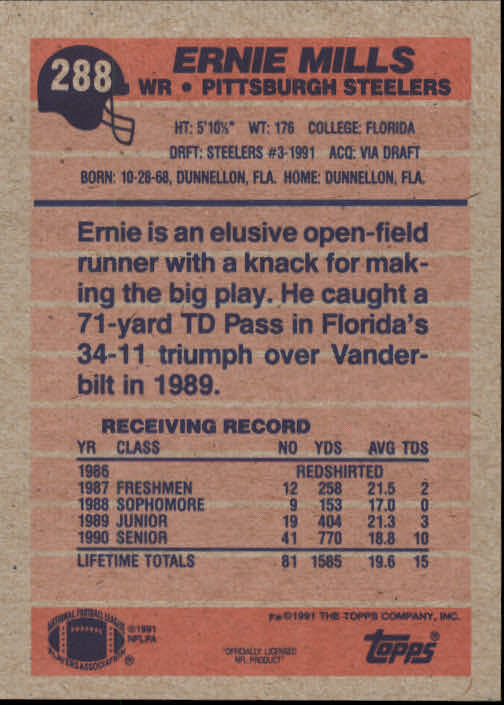 288
ERNIE MILLS
WR • PITTSBURGH STEELERS
HT: 5'10½" WT: 176 COLLEGE: FLORIDA
DRFT: STEELERS #3-1991 ACQ: VIA DRAFT
BORN: 10-28-68, DUNNELLON, FLA. HOME: DUNNELLON, FLA.
Ernie is an elusive open-field
runner with a knack for mak-
ing the big play. He caught a
71-yard TD Pass in Florida's
34-11 triumph over Vander-
bilt in 1989.
RECEIVING RECORD
YR CLASS NO YDS AVG TDS
1986 REDSHIRTED
1987 FRESHMEN 12 258 21.5 2
1988 SOPHOMORE 9 153 17.0 0
1989 JUNIOR 19 404 21.3 3
1990 SENIOR 41 770 18.8 10
LIFETIME TOTALS 81 1585 19.6 15
NATIONAL FOOTBALL LEAGUE
PLAYERS ASSOCIATION ®
©1991
NFLPA
"OFFICIALLY LICENSED
NFL PRODUCT"
F* ©1991 THE TOPPS COMPANY, INC.
Topps®